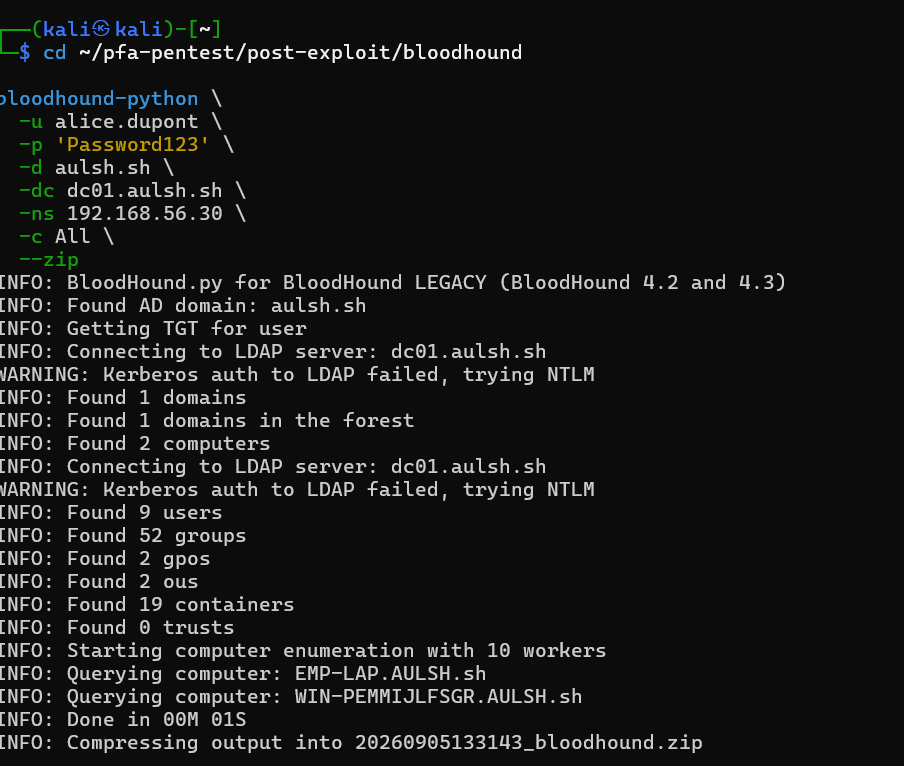 ┌──(kali㉿kali)-[~]
└─$ cd ~/pfa-pentest/post-exploit/bloodhound
bloodhound-python \
-u alice.dupont \
-p 'Password123' \
-d aulsh.sh \
-dc dc01.aulsh.sh \
-ns 192.168.56.30 \
-c All \
--zip
INFO: BloodHound.py for BloodHound LEGACY (BloodHound 4.2 and 4.3)
INFO: Found AD domain: aulsh.sh
INFO: Getting TGT for user
INFO: Connecting to LDAP server: dc01.aulsh.sh
WARNING: Kerberos auth to LDAP failed, trying NTLM
INFO: Found 1 domains
INFO: Found 1 domains in the forest
INFO: Found 2 computers
INFO: Connecting to LDAP server: dc01.aulsh.sh
WARNING: Kerberos auth to LDAP failed, trying NTLM
INFO: Found 9 users
INFO: Found 52 groups
INFO: Found 2 gpos
INFO: Found 2 ous
INFO: Found 19 containers
INFO: Found 0 trusts
INFO: Starting computer enumeration with 10 workers
INFO: Querying computer: EMP-LAP.AULSH.sh
INFO: Querying computer: WIN-PEMMIJLFSGR.AULSH.sh
INFO: Done in 00M 01S
INFO: Compressing output into 20260905133143_bloodhound.zip